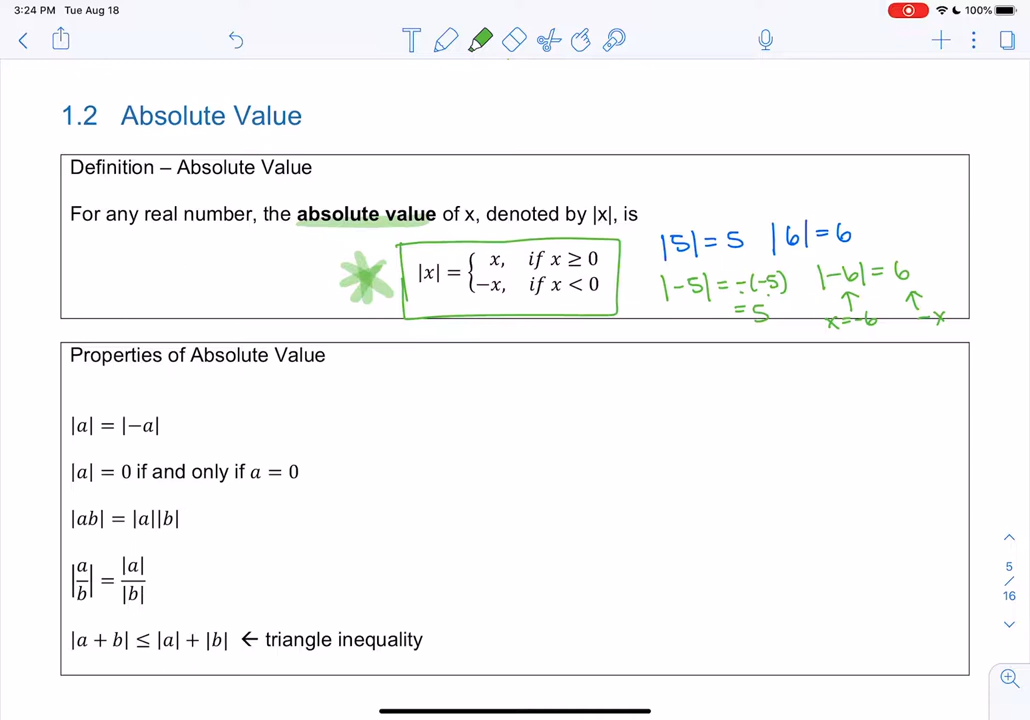 3:24 PM Tue Aug 18 100%
1.2 Absolute Value
Definition – Absolute Value
For any real number, the absolute value of x, denoted by |x|, is
|x| = { x, if x ≥ 0
−x, if x < 0
|5| = 5 |6| = 6
|-5| = -(-5) |-6| = 6
= 5 x=-6 -x
Properties of Absolute Value
|a| = |−a|
|a| = 0 if and only if a = 0
|ab| = |a||b|
|a/b| = |a|/|b|
|a + b| ≤ |a| + |b| ← triangle inequality
5
/
16